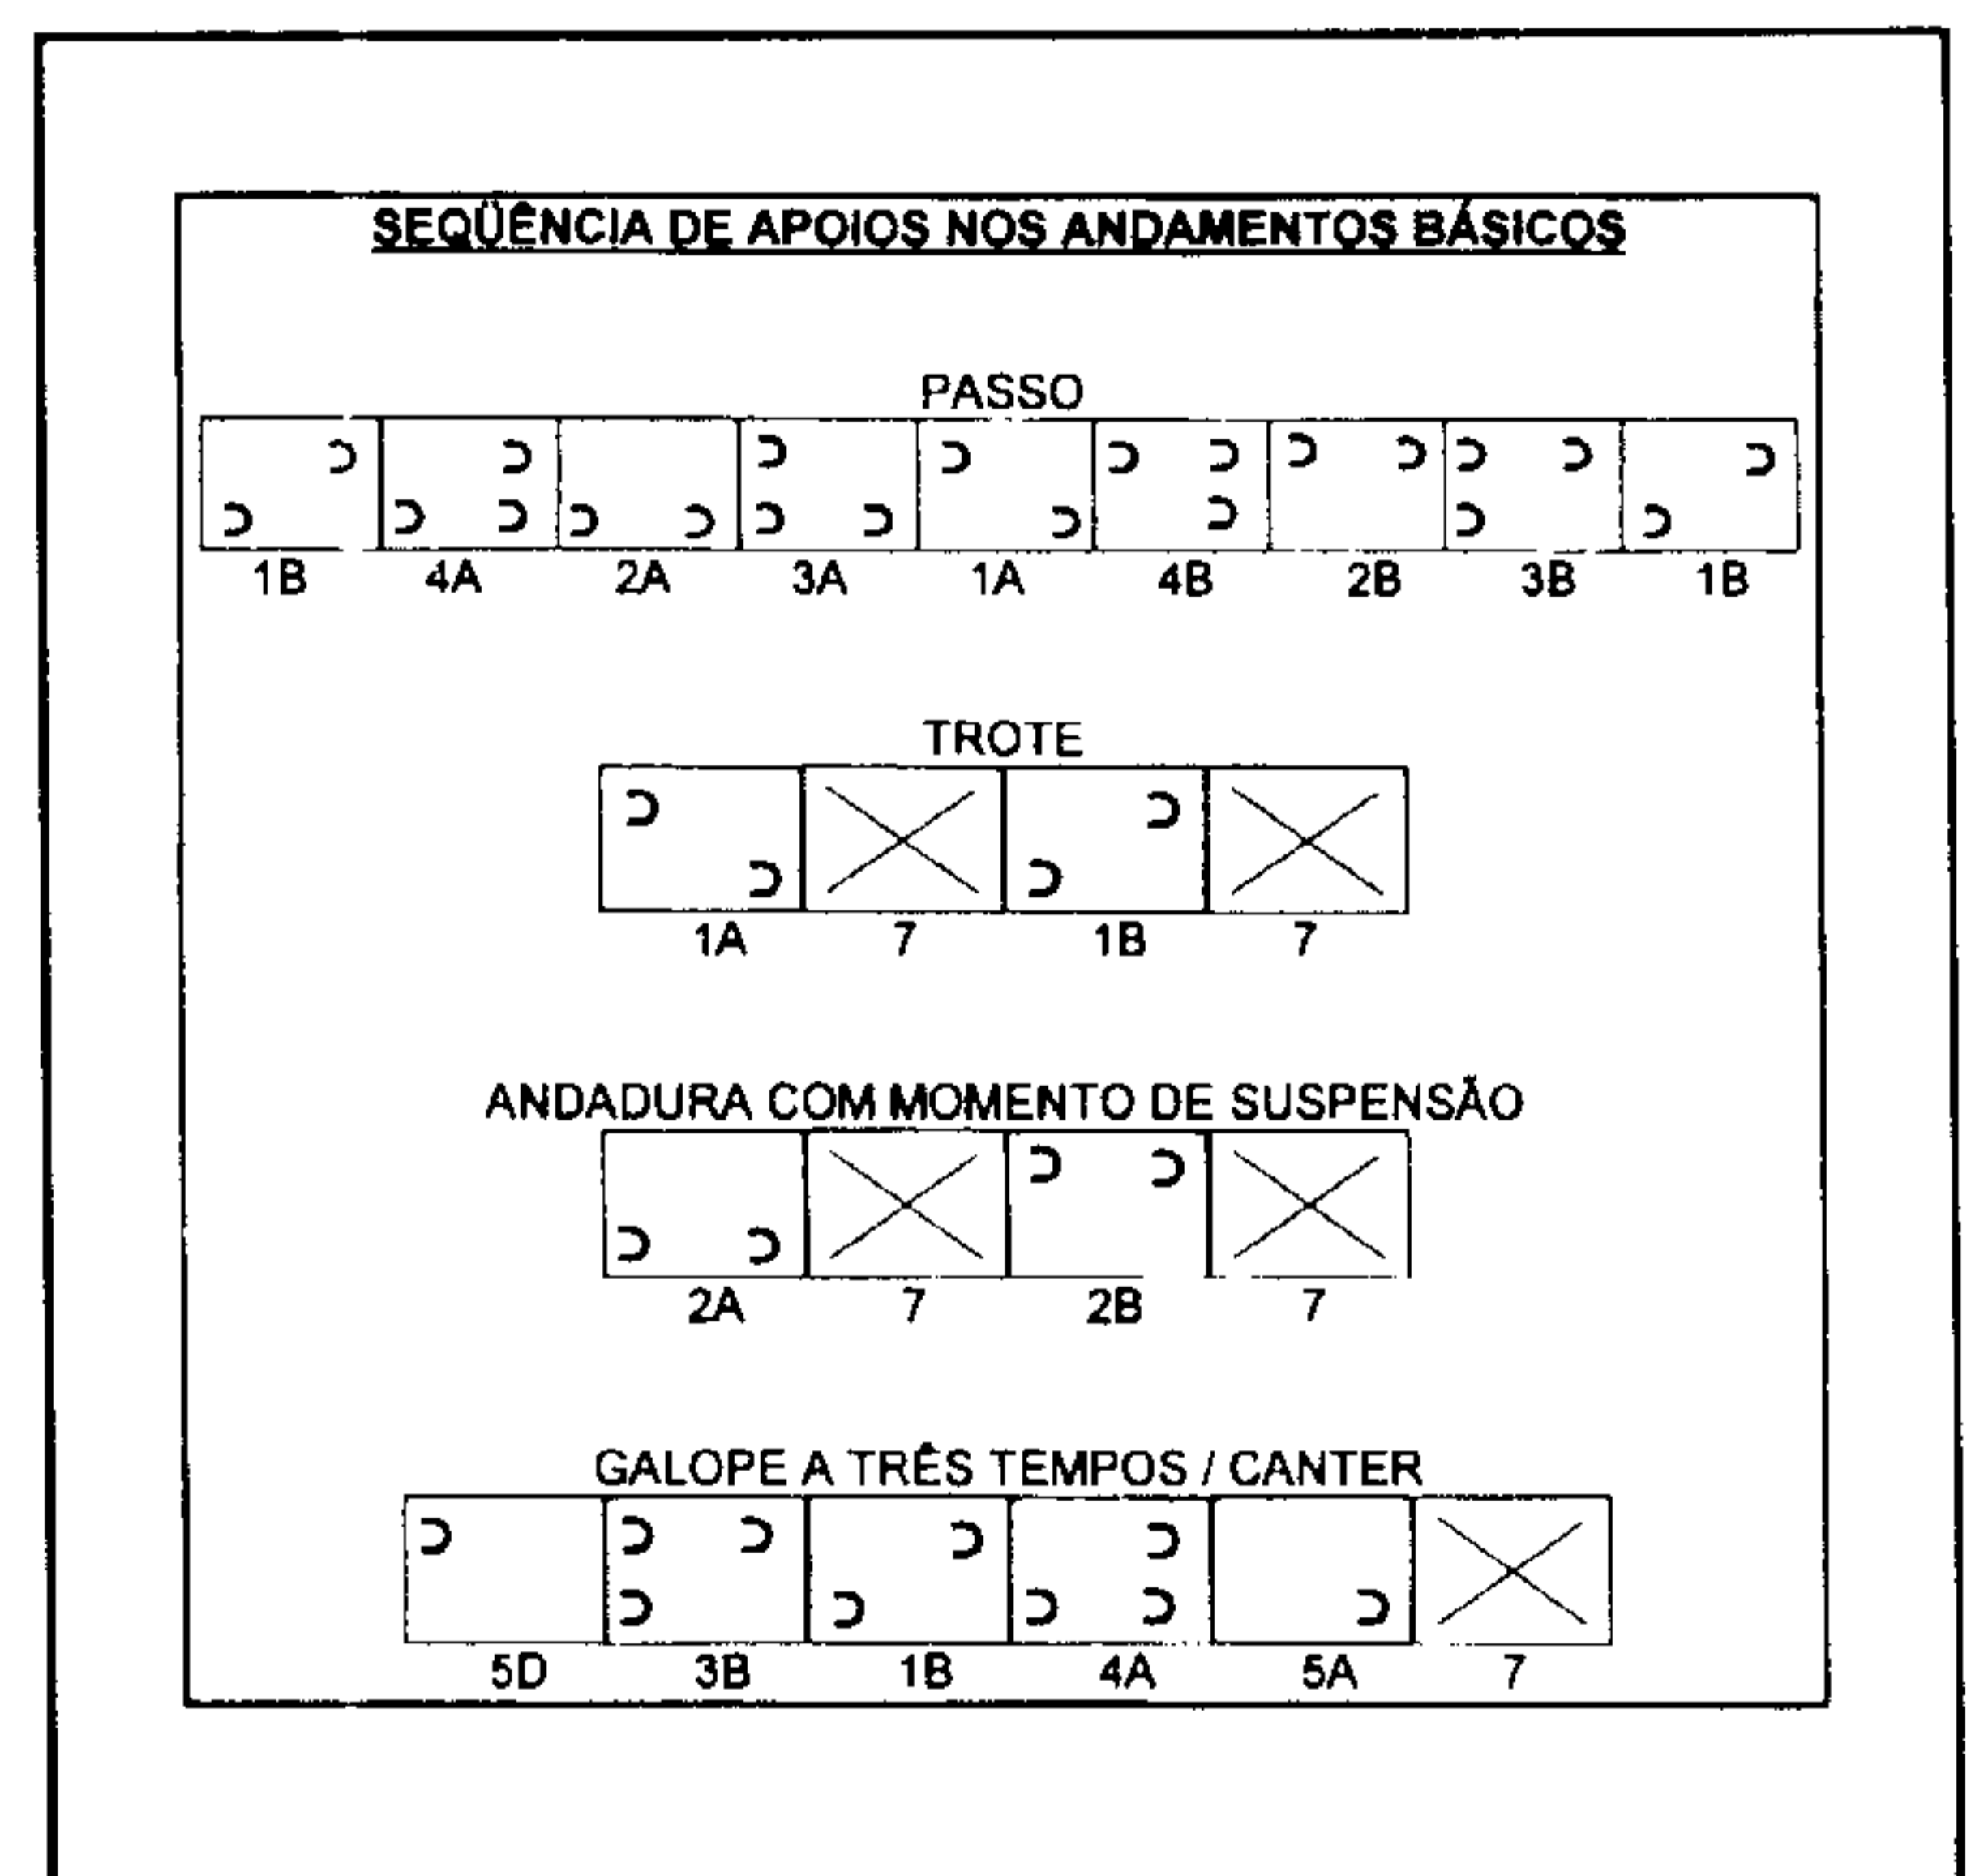 SEQÜÊNCIA DE APOIOS NOS ANDAMENTOS BÁSICOS
PASSO
1B 4A 2A 3A 1A 4B 2B 3B 1B
TROTE
1A 7 1B 7
ANDADURA COM MOMENTO DE SUSPENSÃO
2A 7 2B 7
GALOPE A TRÊS TEMPOS / CANTER
5D 3B 1B 4A 5A 7